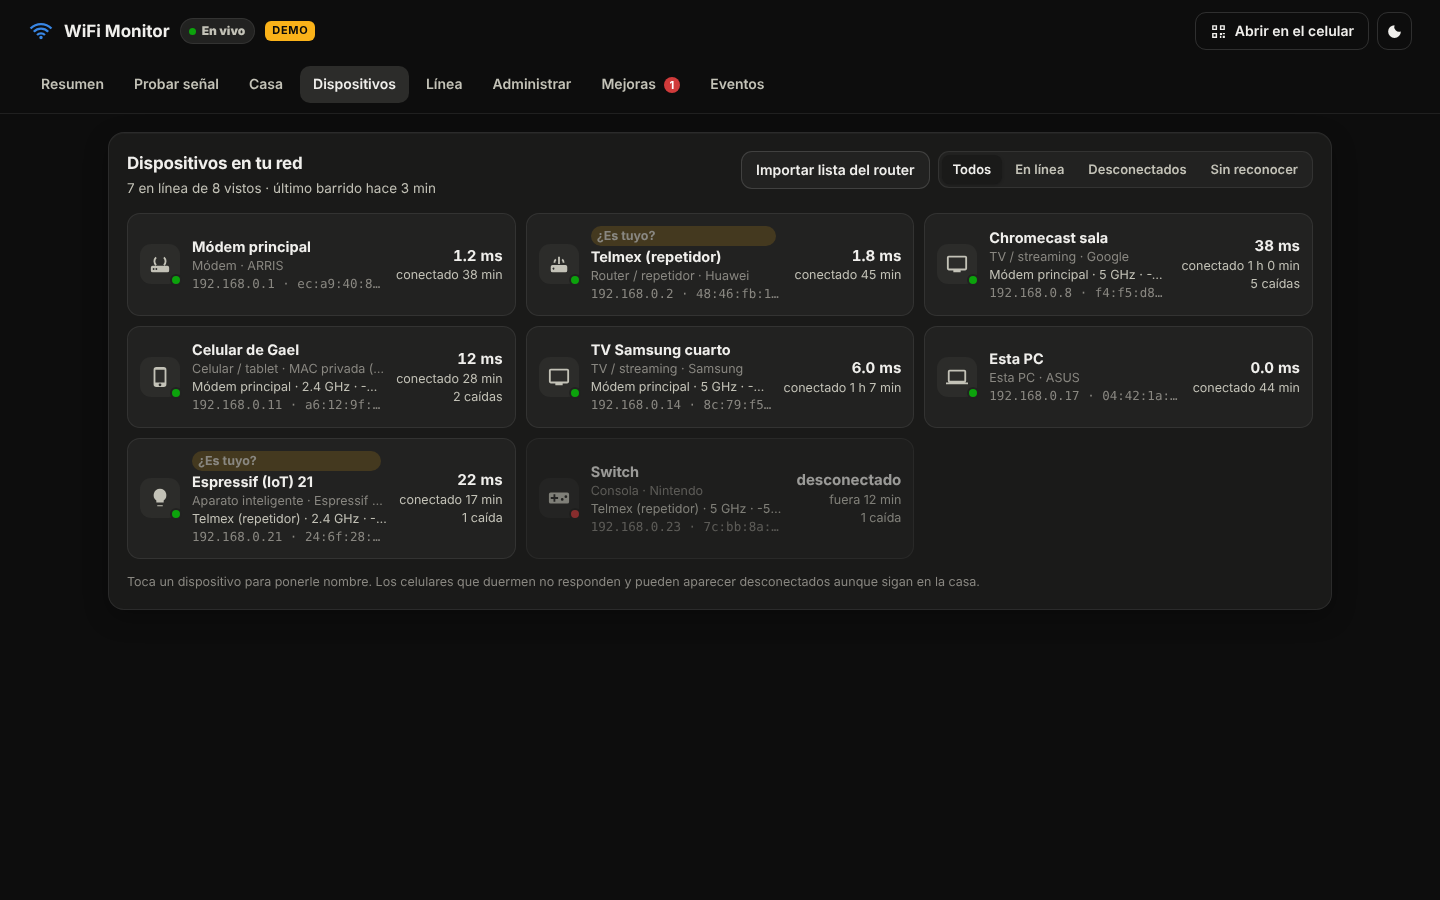 WiFi Monitor
En vivo
DEMO
Abrir en el celular
Resumen
Probar señal
Casa
Dispositivos
Línea
Administrar
Mejoras 1
Eventos
Dispositivos en tu red
7 en línea de 8 vistos · último barrido hace 3 min
Importar lista del router
Todos
En línea
Desconectados
Sin reconocer
Módem principal
Módem · ARRIS
192.168.0.1 · ec:a9:40:8…
1.2 ms
conectado 38 min
¿Es tuyo?
Telmex (repetidor)
Router / repetidor · Huawei
192.168.0.2 · 48:46:fb:1…
1.8 ms
conectado 45 min
Chromecast sala
TV / streaming · Google
Módem principal · 5 GHz · -…
192.168.0.8 · f4:f5:d8…
38 ms
conectado 1 h 0 min
5 caídas
Celular de Gael
Celular / tablet · MAC privada (…
Módem principal · 2.4 GHz · -…
192.168.0.11 · a6:12:9f:…
12 ms
conectado 28 min
2 caídas
TV Samsung cuarto
TV / streaming · Samsung
Módem principal · 5 GHz · -…
192.168.0.14 · 8c:79:f5…
6.0 ms
conectado 1 h 7 min
Esta PC
Esta PC · ASUS
192.168.0.17 · 04:42:1a:…
0.0 ms
conectado 44 min
¿Es tuyo?
Espressif (IoT) 21
Aparato inteligente · Espressif …
Telmex (repetidor) · 2.4 GHz · -…
192.168.0.21 · 24:6f:28:…
22 ms
conectado 17 min
1 caída
Switch
Consola · Nintendo
Telmex (repetidor) · 5 GHz · -5…
192.168.0.23 · 7c:bb:8a:…
desconectado
fuera 12 min
1 caída
Toca un dispositivo para ponerle nombre. Los celulares que duermen no responden y pueden aparecer desconectados aunque sigan en la casa.